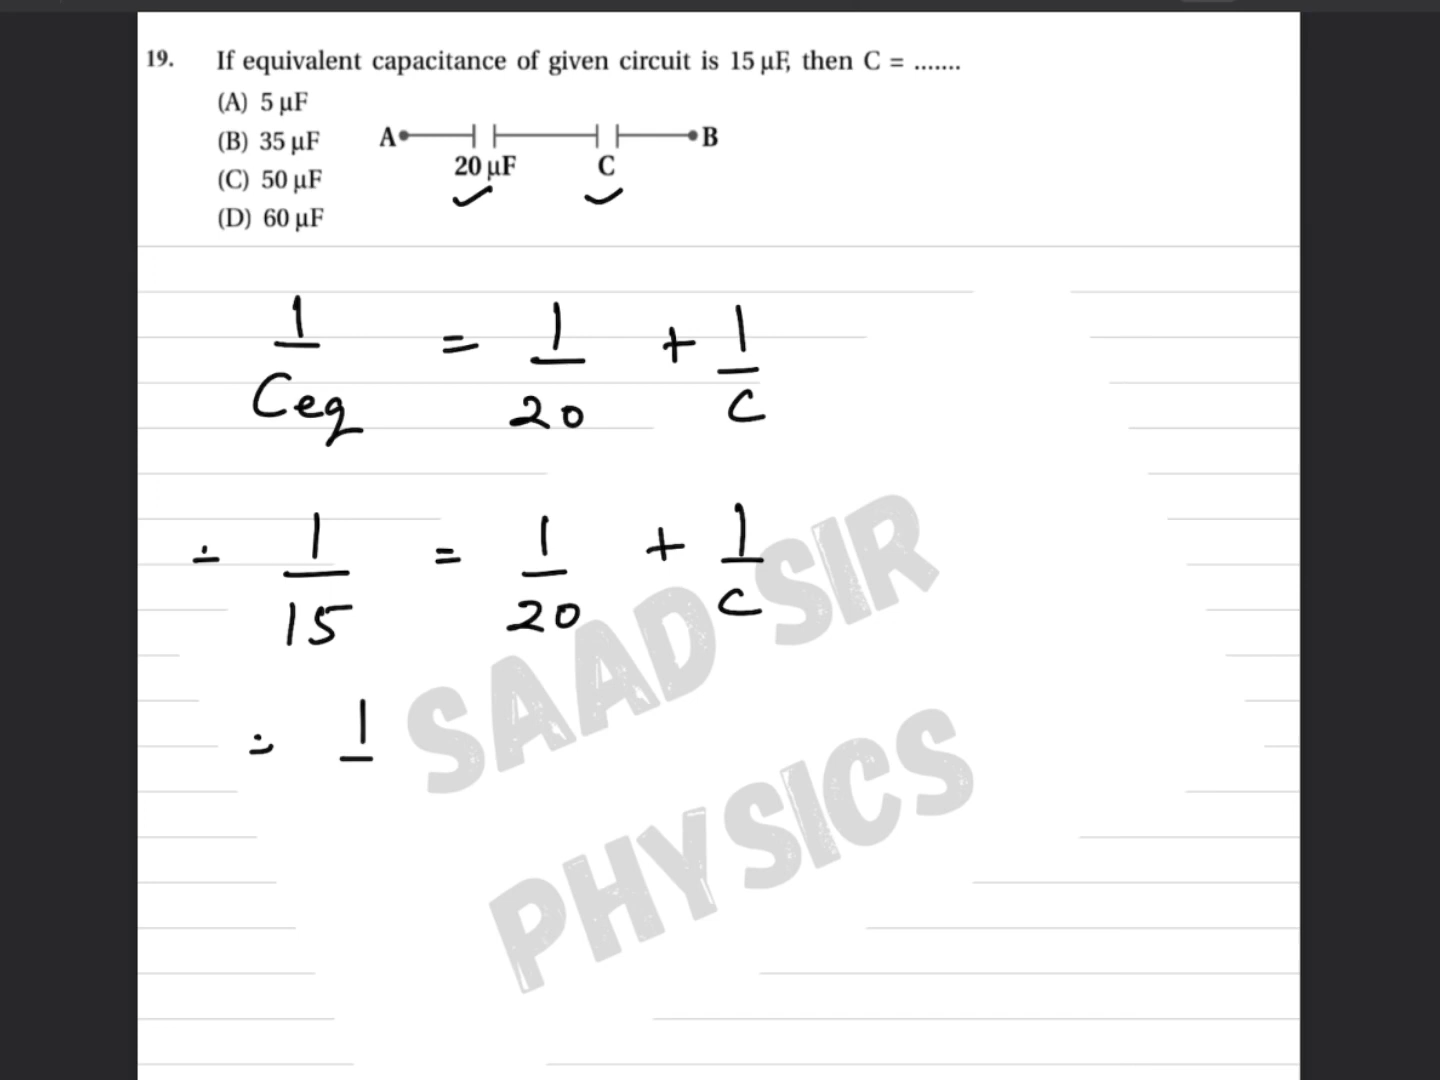 19. If equivalent capacitance of given circuit is 15 µF, then C = .......
(A) 5 µF
(B) 35 µF
(C) 50 µF
(D) 60 µF
A B
20 µF C
1/Ceq = 1/20 + 1/C
∴ 1/15 = 1/20 + 1/C
∴ 1
SAAD SIR
PHYSICS